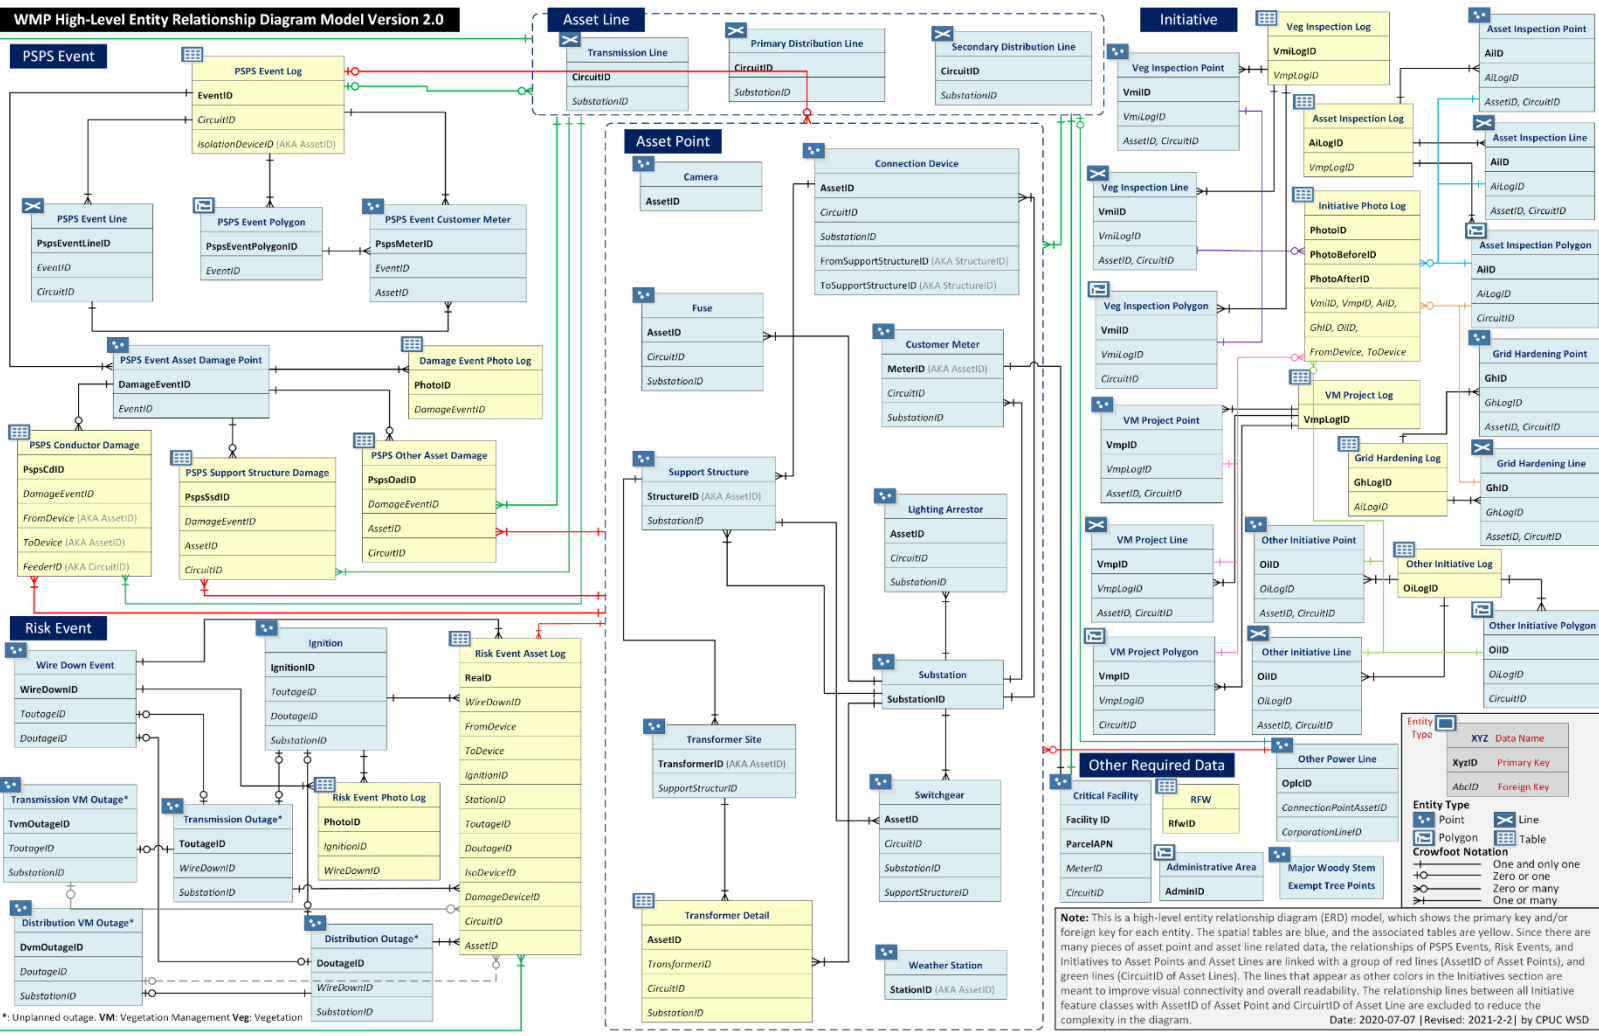 WMP High-Level Entity Relationship Diagram Model Version 2.0
PSPS Event
PSPS Event Log
EventID
CircuitID
IsolationDeviceID (AKA AssetID)
PSPS Event Line
PspsEventLineID
EventID
CircuitID
PSPS Event Polygon
PspsEventPolygonID
EventID
PSPS Event Customer Meter
PspsMeterID
EventID
AssetID
PSPS Event Asset Damage Point
DamageEventID
EventID
Damage Event Photo Log
PhotoID
DamageEventID
PSPS Conductor Damage
PspsCdID
DamageEventID
FromDevice (AKA AssetID)
ToDevice (AKA AssetID)
FeederID (AKA CircuitID)
PSPS Support Structure Damage
PspsSsdID
DamageEventID
AssetID
CircuitID
PSPS Other Asset Damage
PspsOadID
DamageEventID
AssetID
CircuitID
Risk Event
Wire Down Event
WireDownID
ToutageID
DoutageID
Ignition
IgnitionID
ToutageID
DoutageID
SubstationID
Risk Event Asset Log
ReaID
WireDownID
FromDevice
ToDevice
IgnitionID
StationID
ToutageID
DoutageID
IsoDeviceID
DamageDeviceID
CircuitID
AssetID
Transmission VM Outage*
TvmOutageID
ToutageID
SubstationID
Transmission Outage*
ToutageID
WireDownID
SubstationID
Risk Event Photo Log
PhotoID
IgnitionID
WireDownID
Distribution VM Outage*
DvmOutageID
DoutageID
SubstationID
Distribution Outage*
DoutageID
WireDownID
SubstationID
*: Unplanned outage. VM: Vegetation Management Veg: Vegetation
Asset Line
Transmission Line
CircuitID
SubstationID
Primary Distribution Line
CircuitID
SubstationID
Secondary Distribution Line
CircuitID
SubstationID
Asset Point
Camera
AssetID
Connection Device
AssetID
CircuitID
SubstationID
FromSupportStructureID (AKA StructureID)
ToSupportStructureID (AKA StructureID)
Fuse
AssetID
CircuitID
SubstationID
Customer Meter
MeterID (AKA AssetID)
CircuitID
SubstationID
Support Structure
StructureID (AKA AssetID)
SubstationID
Lighting Arrestor
AssetID
CircuitID
SubstationID
Substation
SubstationID
Transformer Site
TransformerID (AKA AssetID)
SupportStructurID
Switchgear
AssetID
CircuitID
SubstationID
SupportStructureID
Transformer Detail
AssetID
TransformerID
CircuitID
SubstationID
Weather Station
StationID (AKA AssetID)
Initiative
Veg Inspection Log
VmiLogID
VmpLogID
Veg Inspection Point
VmiID
VmiLogID
AssetID, CircuitID
Asset Inspection Point
AiID
AiLogID
AssetID, CircuitID
Asset Inspection Log
AiLogID
VmpLogID
Asset Inspection Line
AiID
AiLogID
AssetID, CircuitID
Veg Inspection Line
VmiID
VmiLogID
AssetID, CircuitID
Initiative Photo Log
PhotoID
PhotoBeforeID
PhotoAfterID
VmiID, VmpID, AiID,
GhID, OiID,
FromDevice, ToDevice
Asset Inspection Polygon
AiID
AiLogID
CircuitID
Veg Inspection Polygon
VmiID
VmiLogID
CircuitID
Grid Hardening Point
GhID
GhLogID
AssetID, CircuitID
VM Project Log
VmpLogID
VM Project Point
VmpID
VmpLogID
AssetID, CircuitID
Grid Hardening Log
GhLogID
AiLogID
Grid Hardening Line
GhID
GhLogID
AssetID, CircuitID
VM Project Line
VmpID
VmpLogID
AssetID, CircuitID
Other Initiative Point
OiID
OiLogID
AssetID, CircuitID
Other Initiative Log
OiLogID
VM Project Polygon
VmpID
VmpLogID
CircuitID
Other Initiative Line
OiID
OiLogID
AssetID, CircuitID
Other Initiative Polygon
OiID
OiLogID
CircuitID
Other Required Data
Critical Facility
Facility ID
ParcelAPN
MeterID
CircuitID
RFW
RfwID
Other Power Line
OplcID
ConnectionPointAssetID
CorporationLineID
Administrative Area
AdminID
Major Woody Stem
Exempt Tree Points
Entity
Type
XYZ Data Name
XyzID Primary Key
AbcID Foreign Key
Entity Type
Point
Line
Polygon
Table
Crowfoot Notation
One and only one
Zero or one
Zero or many
One or many
Note: This is a high-level entity relationship diagram (ERD) model, which shows the primary key and/or
foreign key for each entity. The spatial tables are blue, and the associated tables are yellow. Since there are
many pieces of asset point and asset line related data, the relationships of PSPS Events, Risk Events, and
Initiatives to Asset Points and Asset Lines are linked with a group of red lines (AssetID of Asset Points), and
green lines (CircuitID of Asset Lines). The lines that appear as other colors in the Initiatives section are
meant to improve visual connectivity and overall readability. The relationship lines between all Initiative
feature classes with AssetID of Asset Point and CircuirtID of Asset Line are excluded to reduce the
complexity in the diagram.
Date: 2020-07-07 |Revised: 2021-2-2| by CPUC WSD